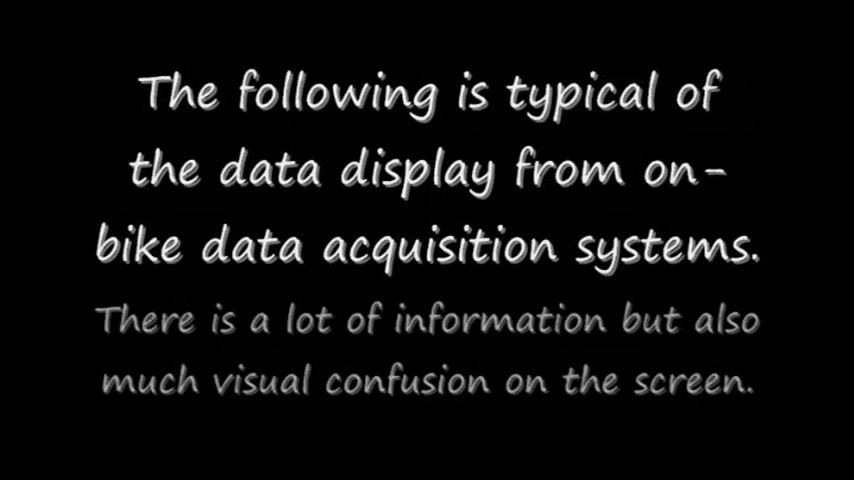 The following is typical of
the data display from on-
bike data acquisition systems.
There is a lot of information but also
much visual confusion on the screen.